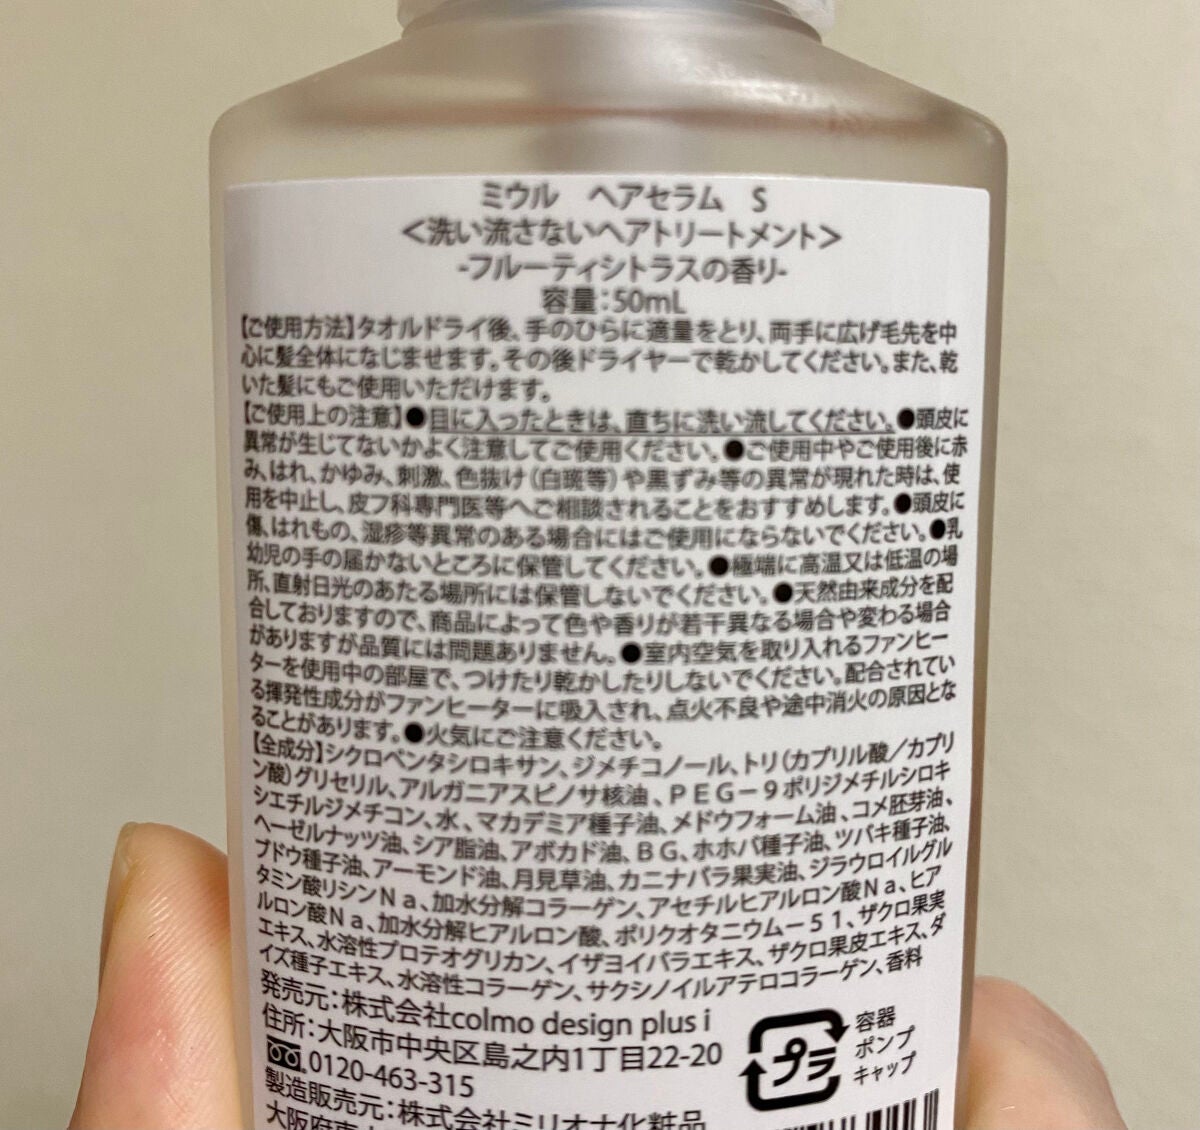 ミウル ヘアセラム S
<洗い流さないヘアトリートメント>
-フルーティシトラスの香り-
容量:50mL
【ご使用方法】タオルドライ後、手のひらに適量をとり、両手に広げ毛先を中
心に髪全体になじませます。その後ドライヤーで乾かしてください。また、乾
いた髪にもご使用いただけます。
【ご使用上の注意】●目に入ったときは、直ちに洗い流してください。●頭皮に
異常が生じてないかよく注意してご使用ください。●ご使用中やご使用後に赤
み、はれ、かゆみ、刺激、色抜け(白斑等)や黒ずみ等の異常が現れた時は、使
用を中止し、皮フ科専門医等へご相談されることをおすすめします。●頭皮に
傷、はれもの、湿疹等異常のある場合にはご使用にならないでください。●乳
幼児の手の届かないところに保管してください。●極端に高温又は低温の場
所、直射日光のあたる場所には保管しないでください。●天然由来成分を配
合しておりますので、商品によって色や香りが若干異なる場合や変わる場合
がありますが品質には問題ありません。●室内空気を取り入れるファンヒー
ターを使用中の部屋で、つけたり乾かしたりしないでください。配合されてい
る揮発性成分がファンヒーターに吸入され、点火不良や途中消火の原因とな
ることがあります。●火気にご注意ください。
【全成分】シクロペンタシロキサン、ジメチコノール、トリ(カプリル酸/カプリ
ン酸)グリセリル、アルガニアスピノサ核油、PEG-9ポリジメチルシロキ
シエチルジメチコン、水、マカデミア種子油、メドウフォーム油、コメ胚芽油、
ヘーゼルナッツ油、シア脂油、アボカド油、BG、ホホバ種子油、ツバキ種子油、
ブドウ種子油、アーモンド油、月見草油、カニナバラ果実油、ジラウロイルグル
タミン酸リシンNa、加水分解コラーゲン、アセチルヒアルロン酸Na、ヒア
ルロン酸Na、加水分解ヒアルロン酸、ポリクオタニウム-51、ザクロ果実
エキス、水溶性プロテオグリカン、イザヨイバラエキス、ザクロ果皮エキス、ダ
イズ種子エキス、水溶性コラーゲン、サクシノイルアテロコラーゲン、香料
発売元:株式会社colmo design plus i
住所:大阪市中央区島之内1丁目22-20
0120-463-315
製造販売元:株式会社ミリオナ化粧品
プラ
容器
ポンプ
キャップ